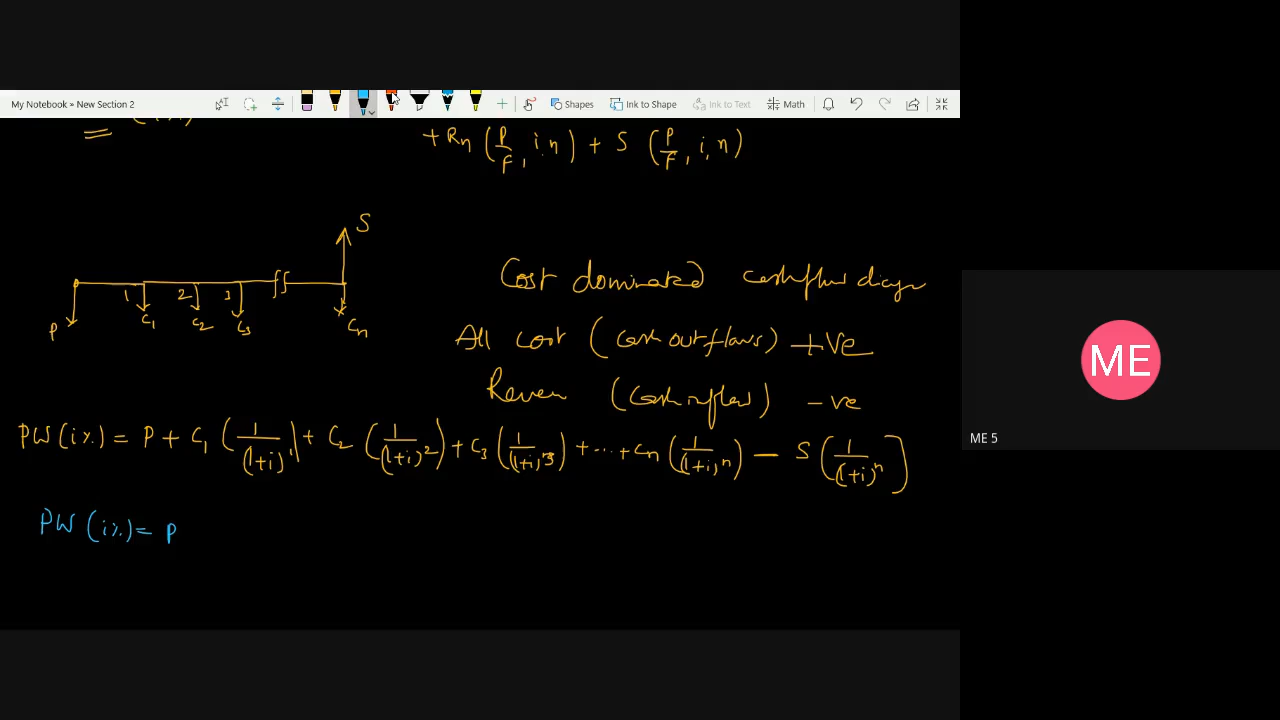 My Notebook » New Section 2
Shapes Ink to Shape Ink to Text Math
+ Rn (P/F, i, n) + S (P/F, i, n)
S
1 2 3
P C1 C2 C3 Cn
Cost dominated cashflow
All cost (cash outflows) +ve
(cash inflow) -ve
PW(i%) = P + C1 (1/(1+i)^1) + C2 (1/(1+i)^2) + C3 (1/(1+i)^3) + ... + Cn (1/(1+i)^n) - S (1/(1+i)^n)
PW(i%) = P
ME
ME 5